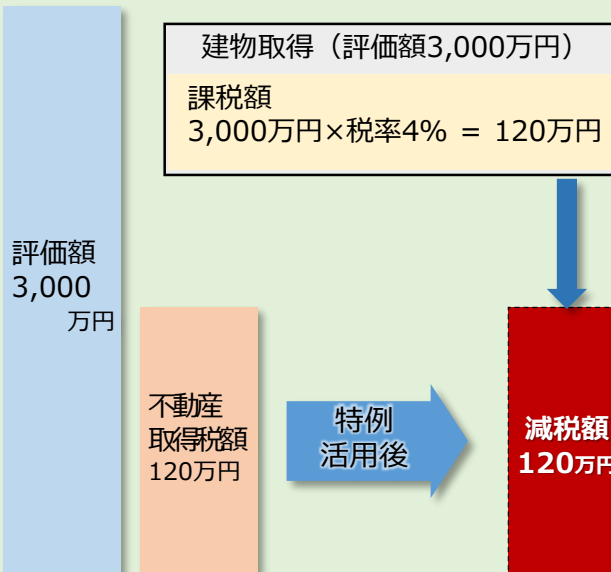 建物取得（評価額3,000万円）
課税額
3,000万円×税率4% = 120万円
評価額
3,000
万円
不動産
取得税額
120万円
特例
活用後
減税額
120万円